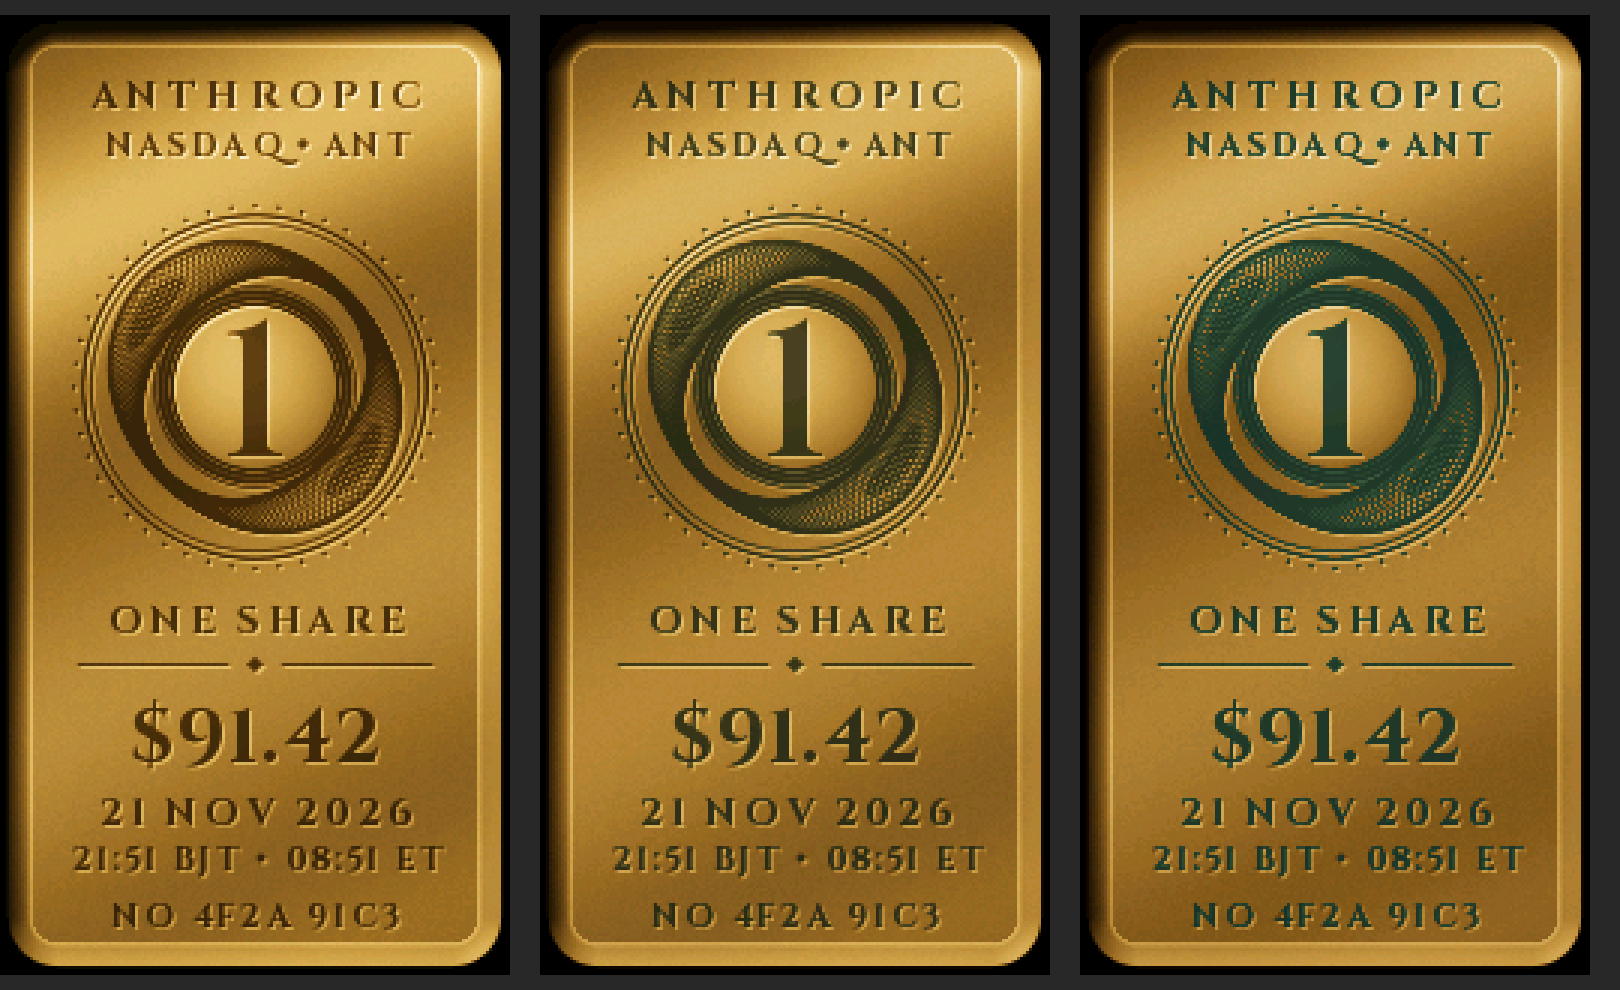 ANTHROPIC
NASDAQ • ANT
1
ONE SHARE
$91.42
21 NOV 2026
21:51 BJT • 08:51 ET
NO 4F2A 91C3
ANTHROPIC
NASDAQ • ANT
1
ONE SHARE
$91.42
21 NOV 2026
21:51 BJT • 08:51 ET
NO 4F2A 91C3
ANTHROPIC
NASDAQ • ANT
1
ONE SHARE
$91.42
21 NOV 2026
21:51 BJT • 08:51 ET
NO 4F2A 91C3